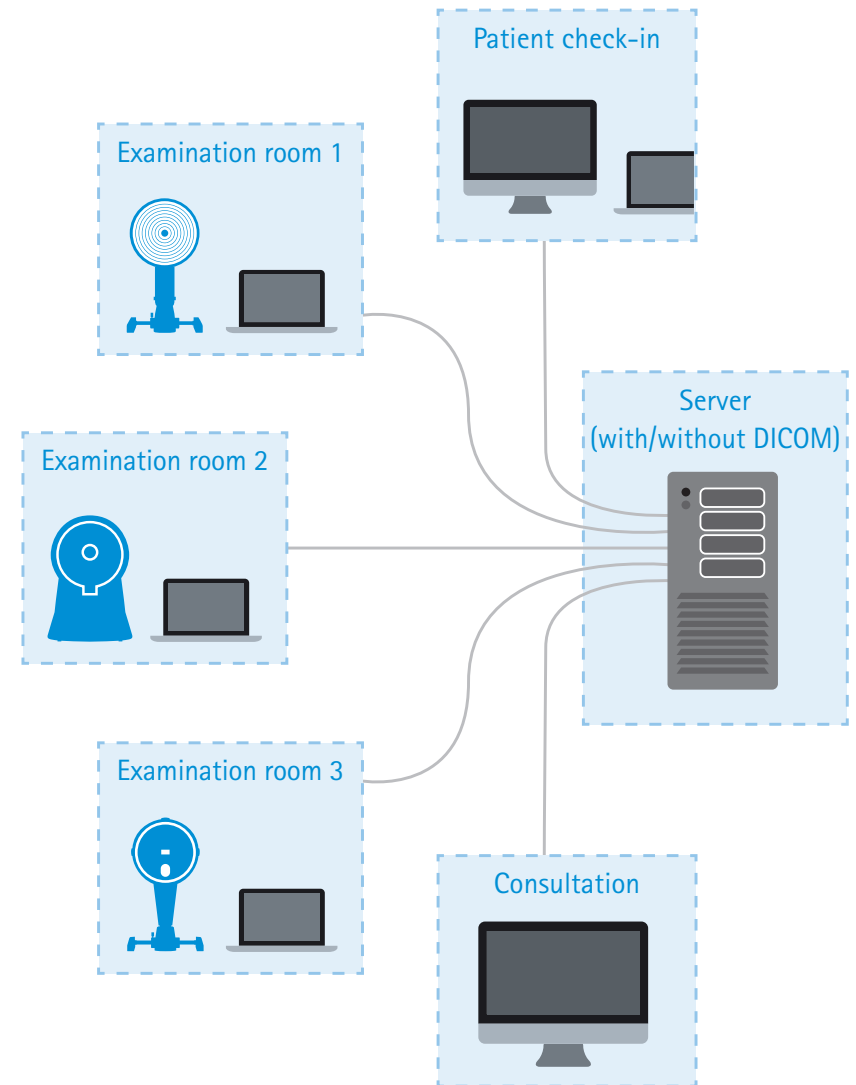 Patient check-in
Examination room 1
Server
(with/without DICOM)
Examination room 2
Examination room 3
Consultation